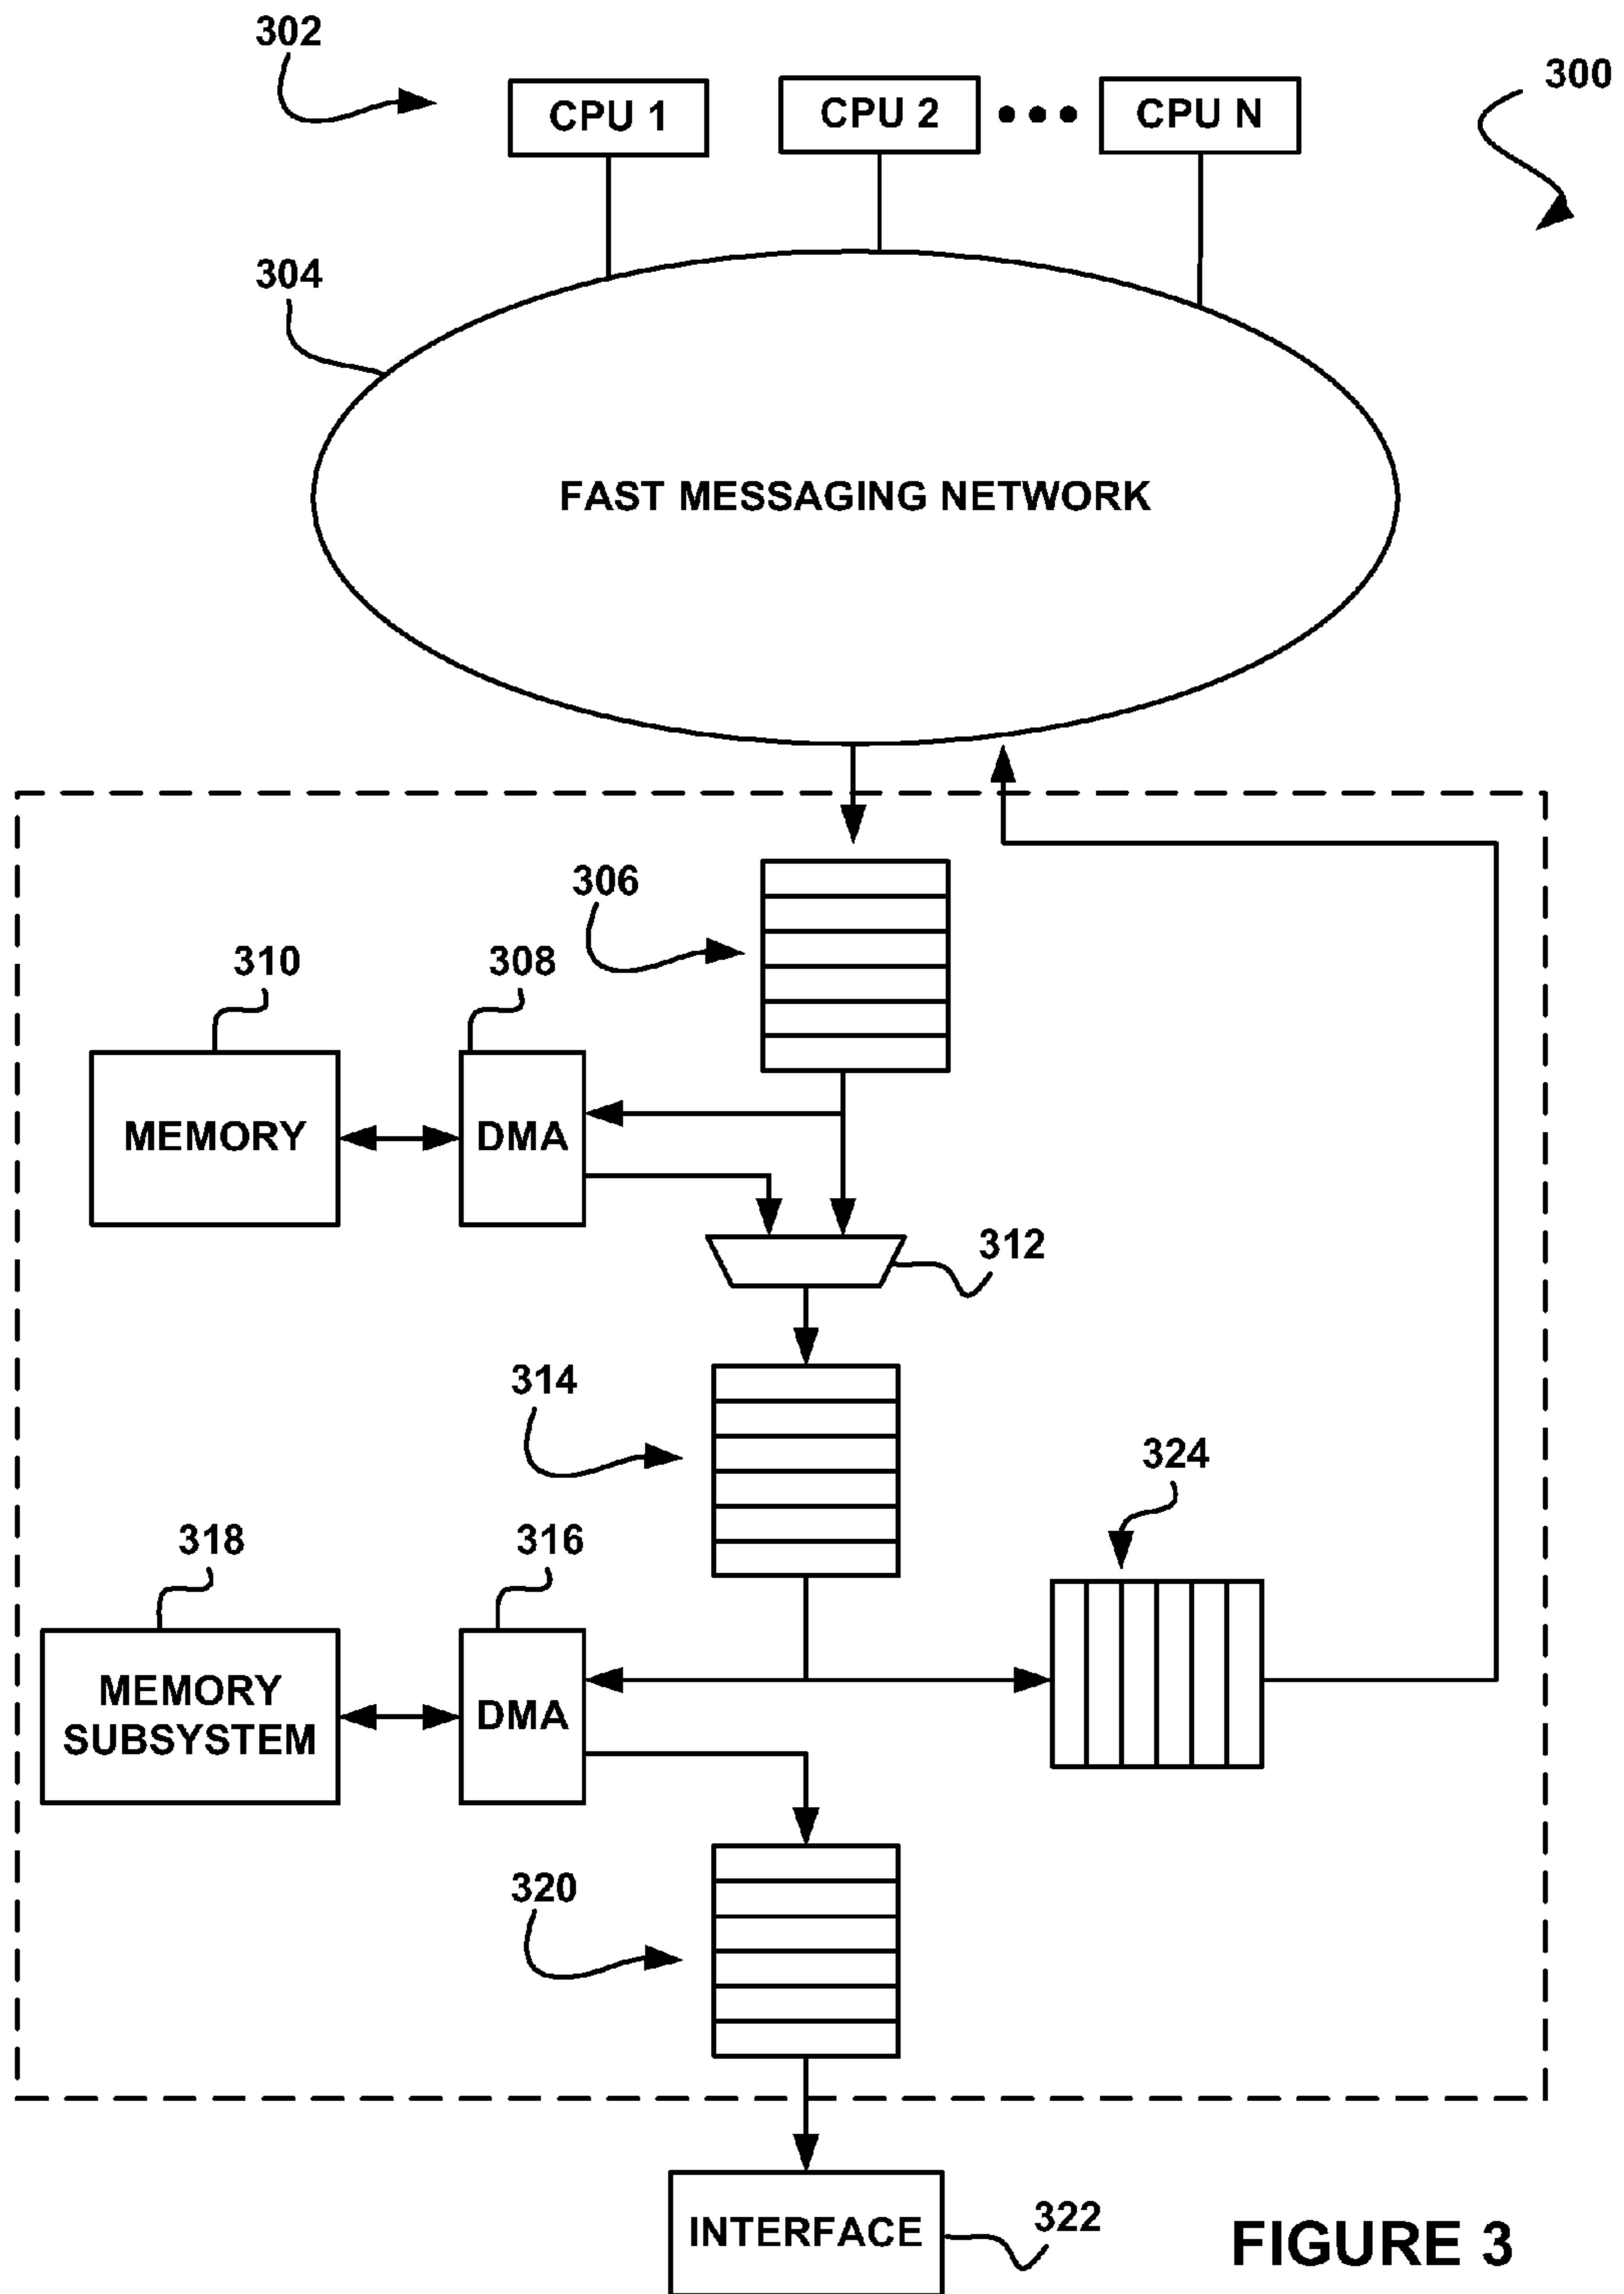 302
300
CPU 1
CPU 2
CPU N
304
FAST MESSAGING NETWORK
306
310
308
MEMORY
DMA
312
314
324
318
316
MEMORY
SUBSYSTEM
DMA
320
INTERFACE
322
FIGURE 3